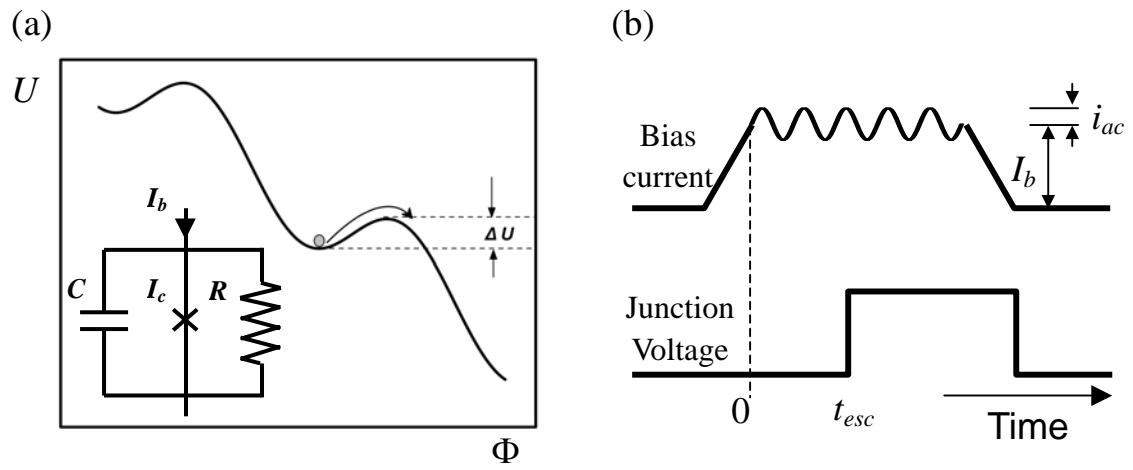 (a)
U
I_b
C
I_c
R
ΔU
Φ
(b)
Bias
current
i_ac
I_b
Junction
Voltage
0
t_esc
Time